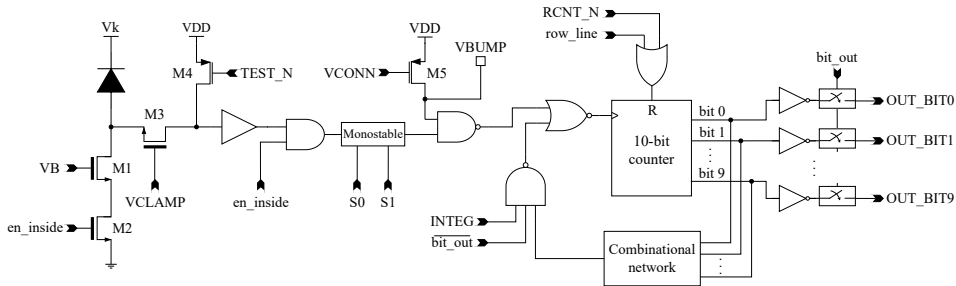 RCNT_N
row_line
Vk
VDD
VDD
VBUMP
bit_out
M4
TEST_N
VCONN
M5
R
bit 0
OUT_BIT0
M3
Monostable
10-bit
counter
bit 1
OUT_BIT1
VB
M1
bit 9
OUT_BIT9
VCLAMP
en_inside
S0
S1
INTEG
en_inside
M2
bit_out
Combinational
network